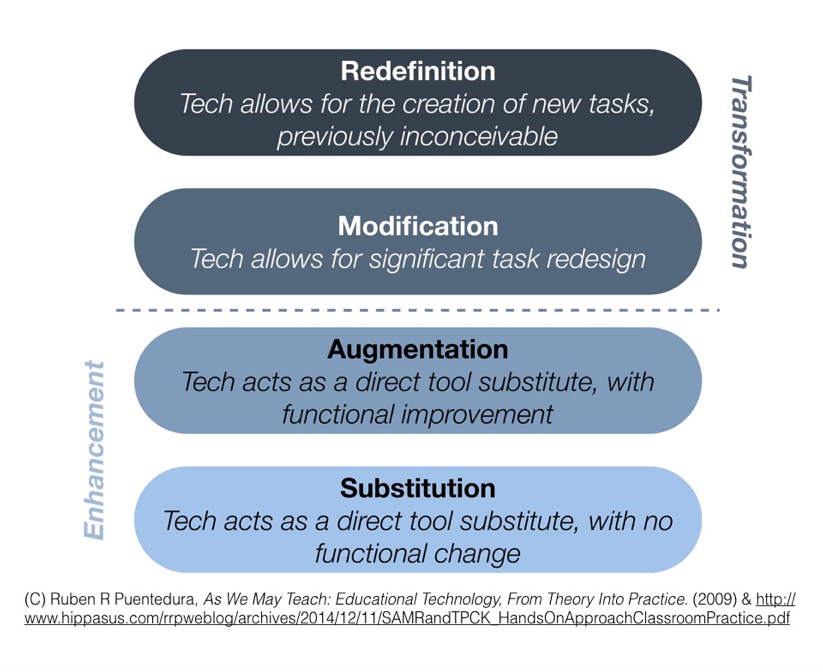 Redefinition
Tech allows for the creation of new tasks,
previously inconceivable
Transformation
Modification
Tech allows for significant task redesign
Augmentation
Tech acts as a direct tool substitute, with
functional improvement
Enhancement
Substitution
Tech acts as a direct tool substitute, with no
functional change
(C) Ruben R Puentedura, As We May Teach: Educational Technology, From Theory Into Practice. (2009) & http://
www.hippasus.com/rrpweblog/archives/2014/12/11/SAMRandTPCK_HandsOnApproachClassroomPractice.pdf